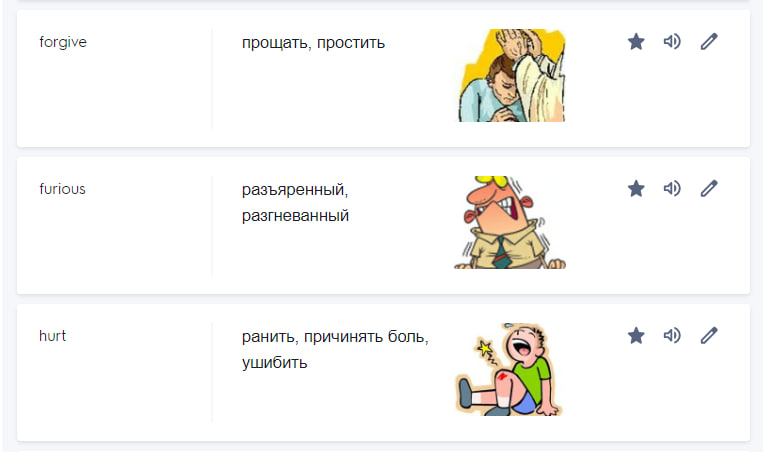 forgive
прощать, простить
furious
разъяренный,
разгневанный
hurt
ранить, причинять боль,
ушибить